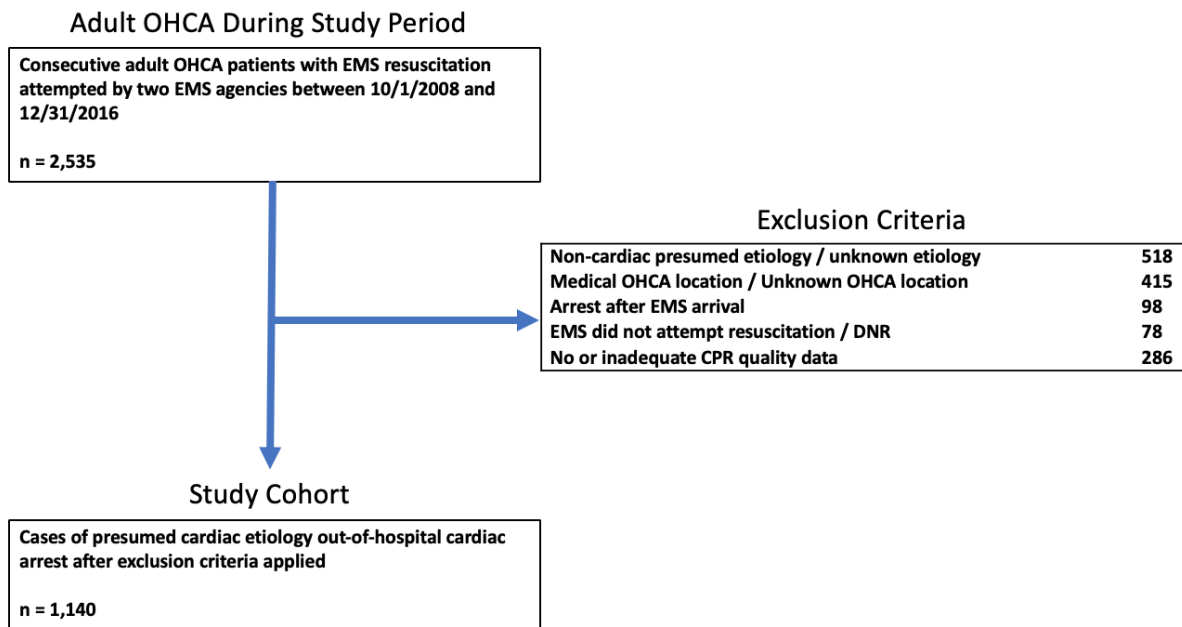 Adult OHCA During Study Period
Consecutive adult OHCA patients with EMS resuscitation
attempted by two EMS agencies between 10/1/2008 and
12/31/2016
n = 2,535
Exclusion Criteria
Non-cardiac presumed etiology / unknown etiology 518
Medical OHCA location / Unknown OHCA location 415
Arrest after EMS arrival 98
EMS did not attempt resuscitation / DNR 78
No or inadequate CPR quality data 286
Study Cohort
Cases of presumed cardiac etiology out-of-hospital cardiac
arrest after exclusion criteria applied
n = 1,140